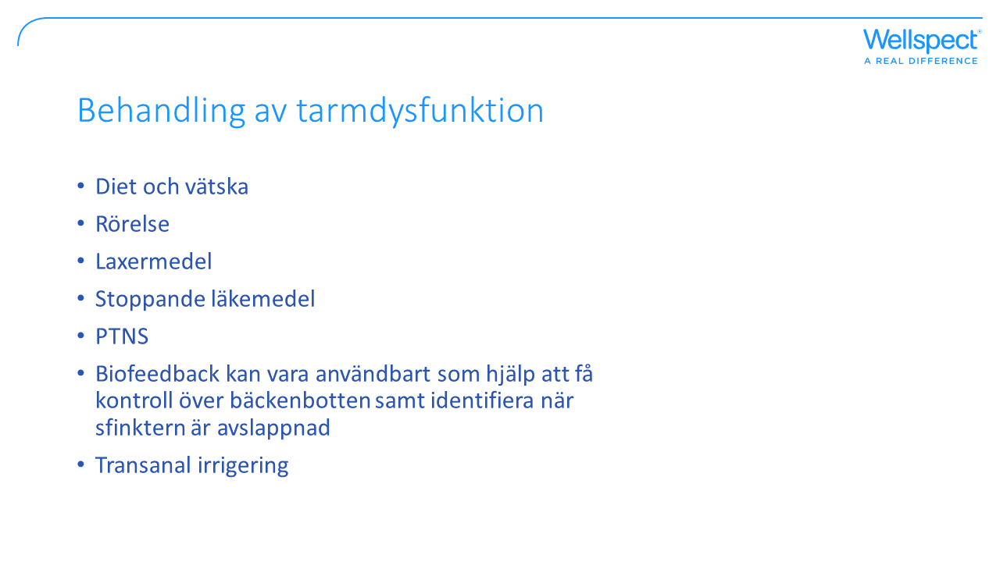 Wellspect®
A REAL DIFFERENCE
Behandling av tarmdysfunktion
• Diet och vätska
• Rörelse
• Laxermedel
• Stoppande läkemedel
• PTNS
• Biofeedback kan vara användbart som hjälp att få
kontroll över bäckenbotten samt identifiera när
sfinktern är avslappnad
• Transanal irrigering